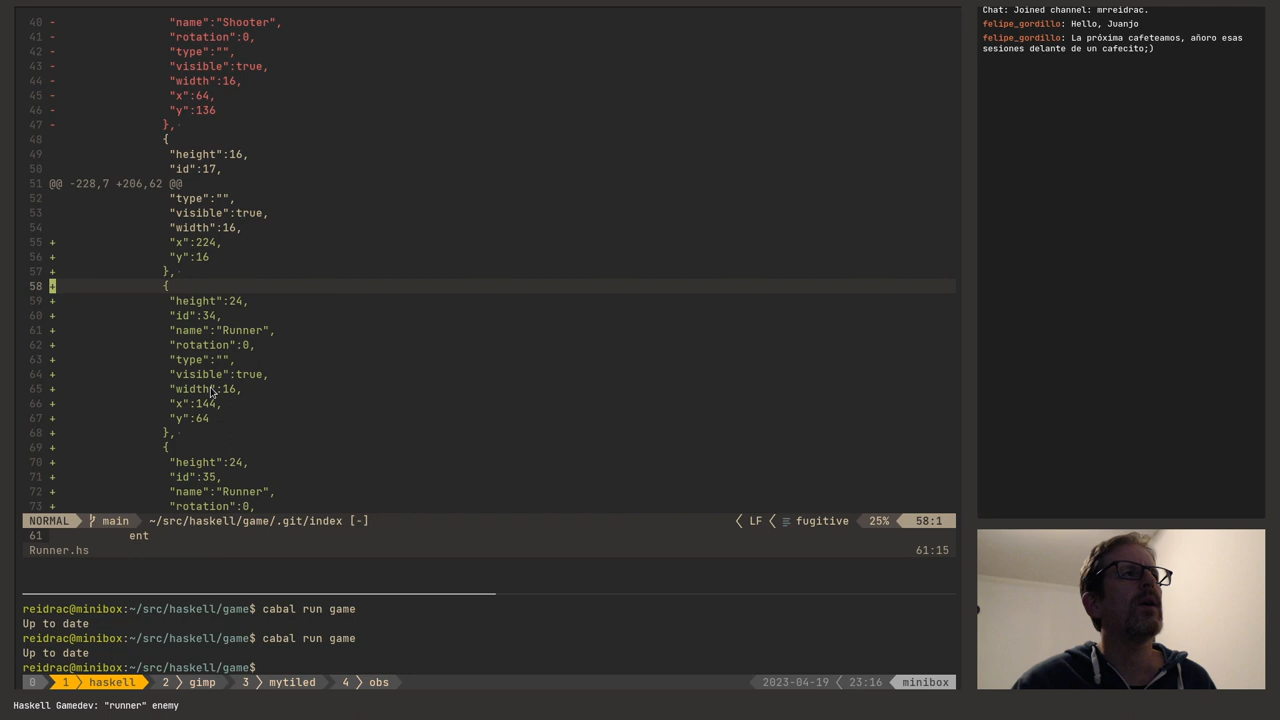 40 -                  "name":"Shooter",
41 -                  "rotation":0,
42 -                  "type":"",
43 -                  "visible":true,
44 -                  "width":16,
45 -                  "x":64,
46 -                  "y":136
47 -                 },
48                   {
49                    "height":16,
50                    "id":17,
51 @@ -228,7 +206,62 @@
52                    "type":"",
53                    "visible":true,
54                    "width":16,
55 +                  "x":224,
56 +                  "y":16
57 +                 },
58 +                 {
59 +                  "height":24,
60 +                  "id":34,
61 +                  "name":"Runner",
62 +                  "rotation":0,
63 +                  "type":"",
64 +                  "visible":true,
65 +                  "width":16,
66 +                  "x":144,
67 +                  "y":64
68 +                 },
69 +                 {
70 +                  "height":24,
71 +                  "id":35,
72 +                  "name":"Runner",
73 +                  "rotation":0,
NORMAL main ~/src/haskell/game/.git/index [-] LF fugitive 25% 58:1
61 ent
Runner.hs 61:15
reidrac@minibox:~/src/haskell/game$ cabal run game
Up to date
reidrac@minibox:~/src/haskell/game$ cabal run game
Up to date
reidrac@minibox:~/src/haskell/game$
0 1 haskell 2 gimp 3 mytiled 4 obs 2023-04-19 23:16 minibox
Haskell Gamedev: "runner" enemy
Chat: Joined channel: mrreidrac.
felipe_gordillo: Hello, Juanjo
felipe_gordillo: La próxima cafeteamos, añoro esas
sesiones delante de un cafecito;)